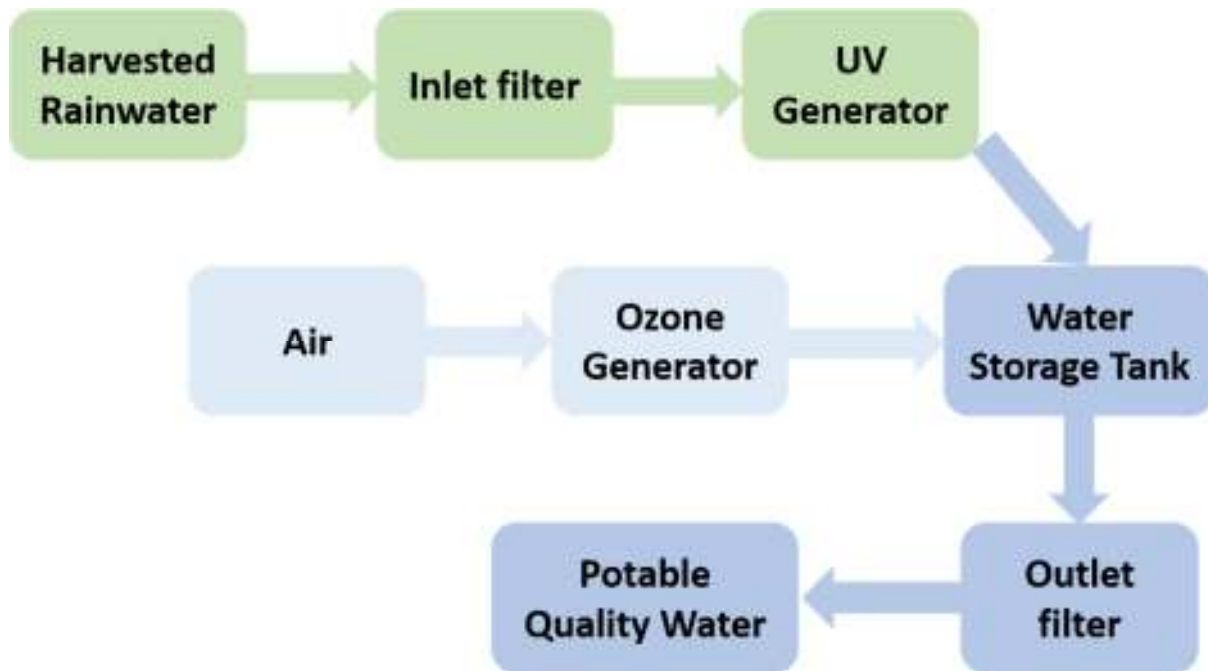 Harvested
Rainwater
Inlet filter
UV
Generator
Air
Ozone
Generator
Water
Storage Tank
Outlet
filter
Potable
Quality Water